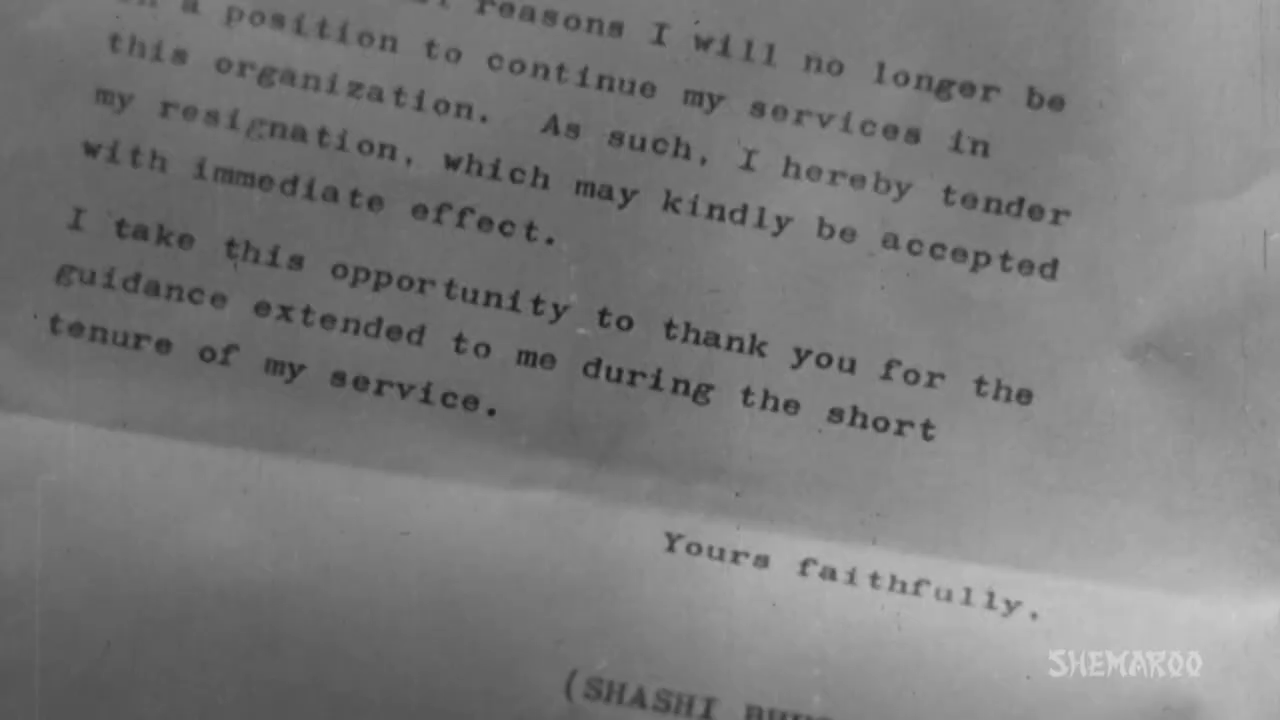 reasons I will no longer be
in a position to continue my services in
this organization. As such, I hereby tender
my resignation, which may kindly be accepted
with immediate effect.
I take this opportunity to thank you for the
guidance extended to me during the short
tenure of my service.
Yours faithfully,
(SHASHI
SHEMAROO